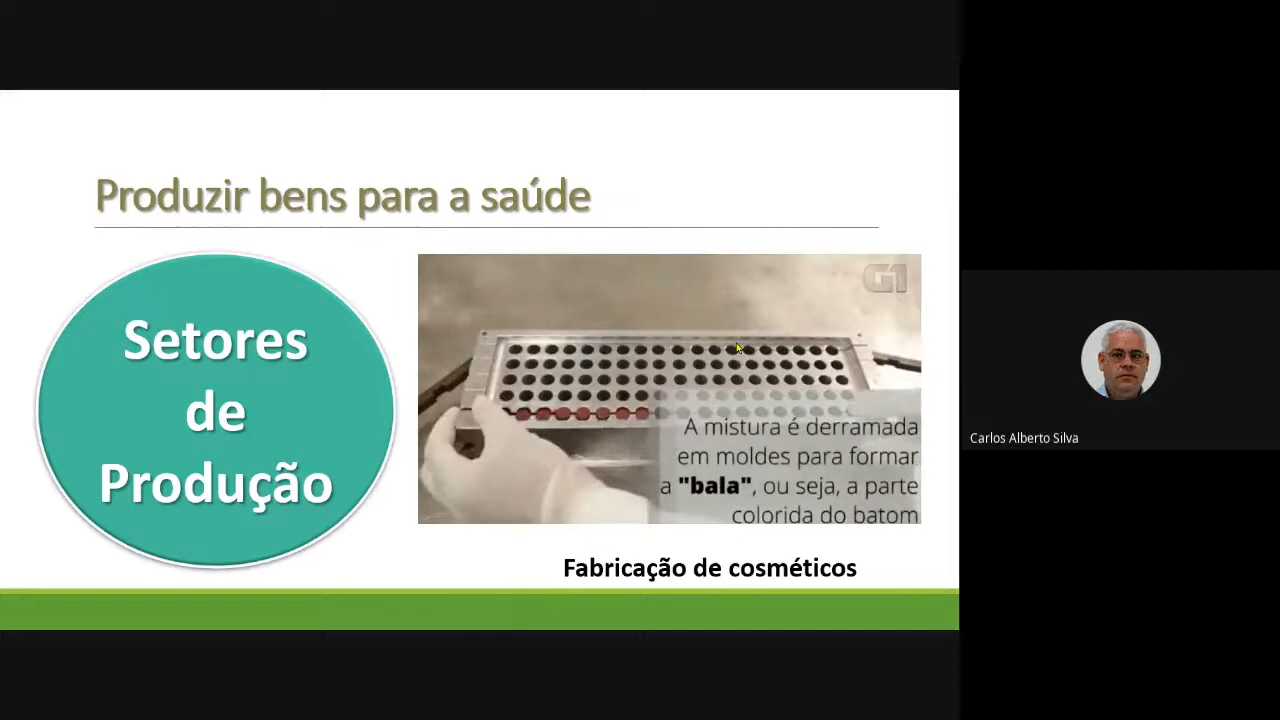 Produzir bens para a saúde
Setores
de
Produção
G1
A mistura é derramada
em moldes para formar
a "bala", ou seja, a parte
colorida do batom
Fabricação de cosméticos
Carlos Alberto Silva